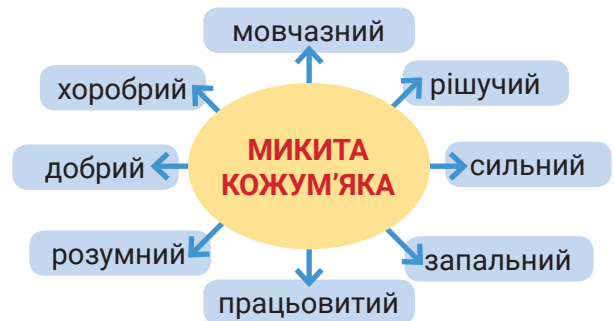 мовчазний
хоробрий
рішучий
МИКИТА
КОЖУМ’ЯКА
добрий
сильний
розумний
запальний
працьовитий